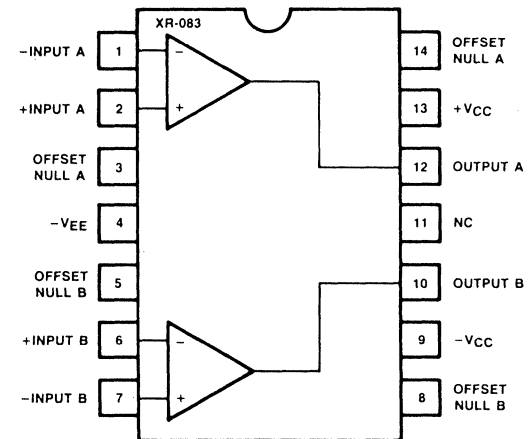 XR-083
−INPUT A 1
− 
14 OFFSET
NULL A
+INPUT A 2
+
13 +VCC
OFFSET
NULL A 3
12 OUTPUT A
−VEE 4
11 NC
OFFSET
NULL B 5
10 OUTPUT B
+INPUT B 6
−
9 −VCC
−INPUT B 7
+
8 OFFSET
NULL B